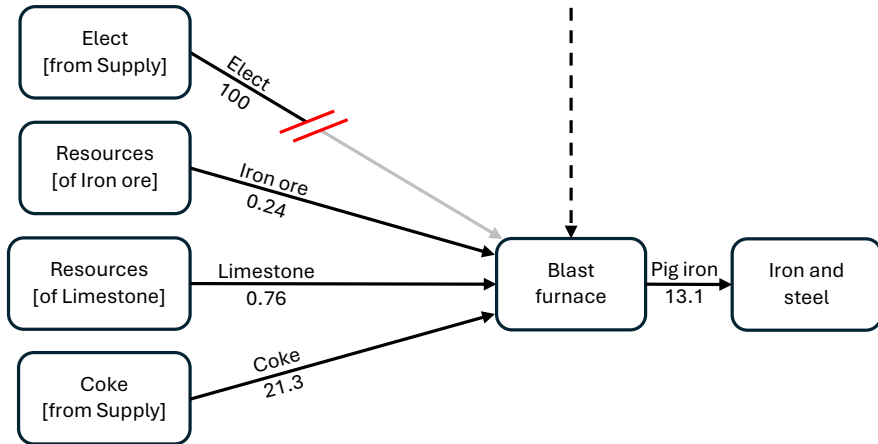 Elect
[from Supply]
Elect
100
Resources
[of Iron ore]
Iron ore
0.24
Resources
[of Limestone]
Limestone
0.76
Coke
[from Supply]
Coke
21.3
Blast
furnace
Pig iron
13.1
Iron and
steel